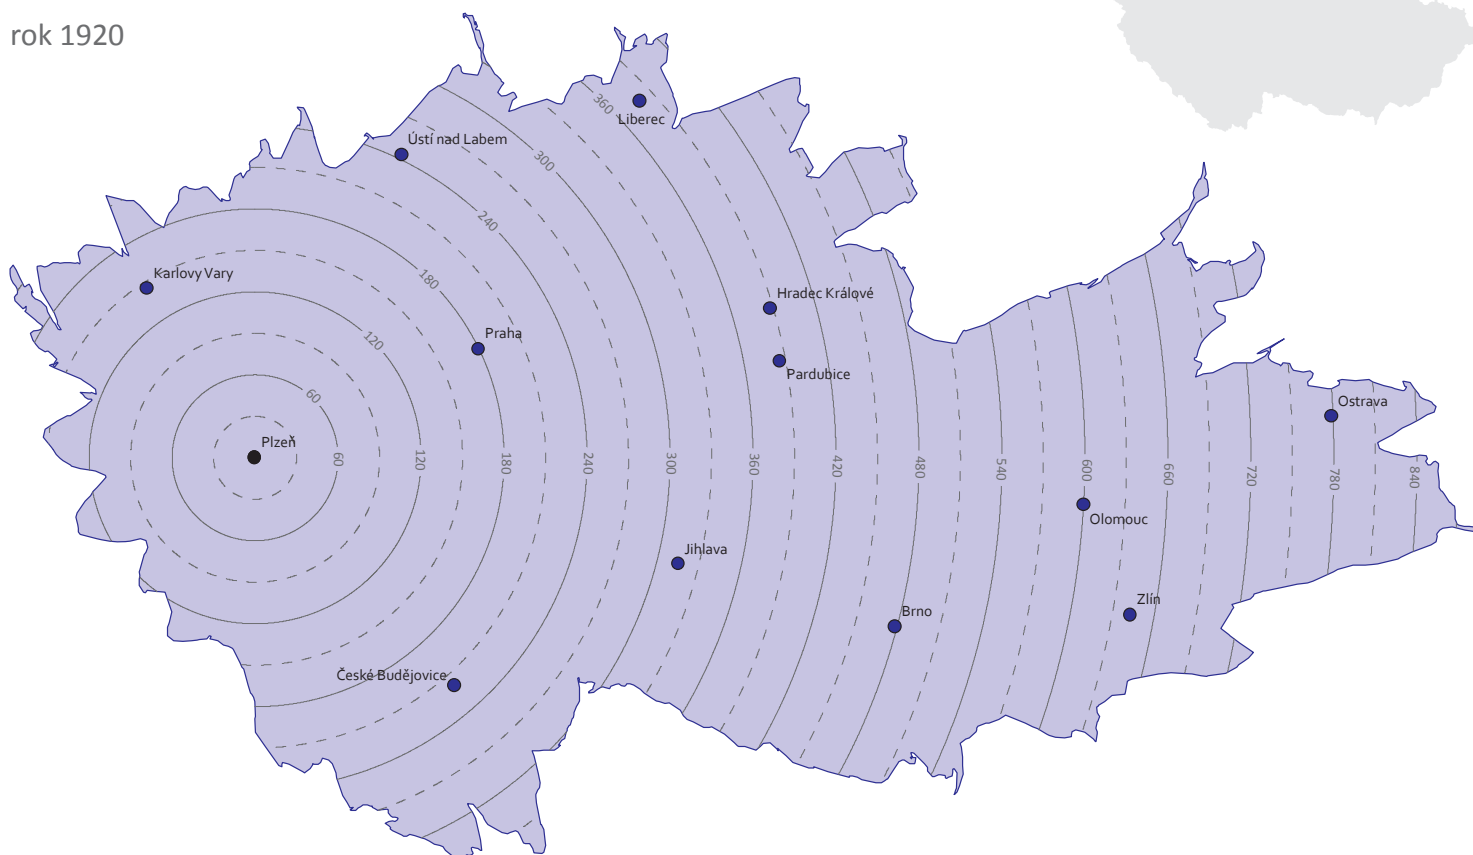 rok 1920
360
Liberec
Ústí nad Labem
300
240
Karlovy Vary
180
Hradec Králové
Praha
120
Pardubice
60
Ostrava
Plzeň
60
120
180
240
300
360
420
480
540
600
660
720
780
840
Olomouc
Jihlava
Zlín
Brno
České Budějovice